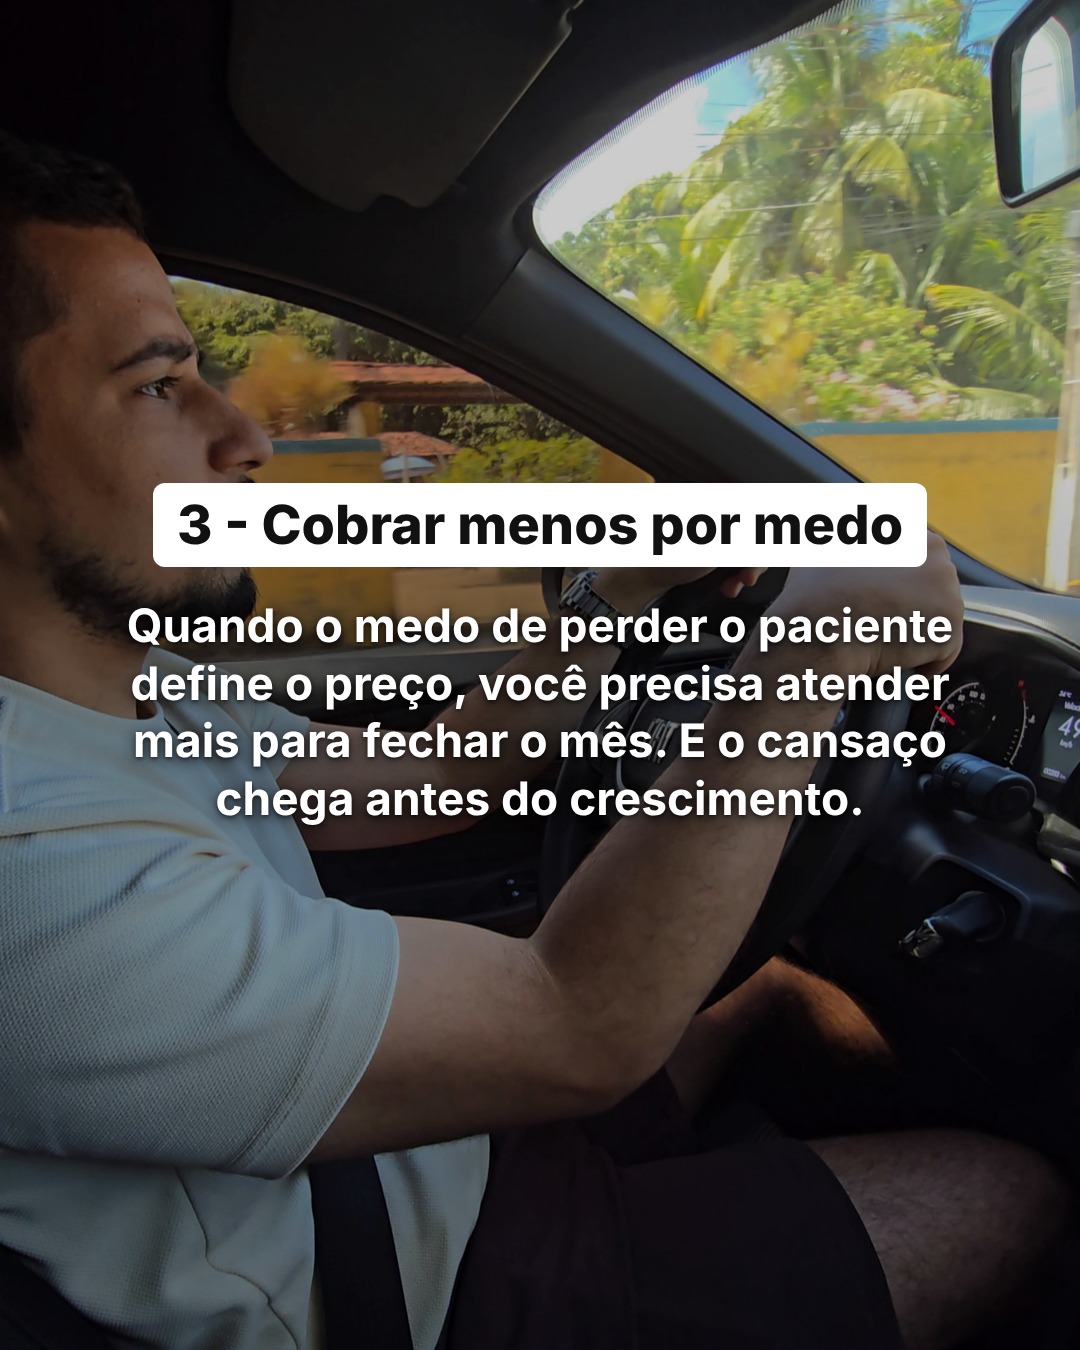 3 - Cobrar menos por medo
Quando o medo de perder o paciente
define o preço, você precisa atender
mais para fechar o mês. E o cansaço
chega antes do crescimento.